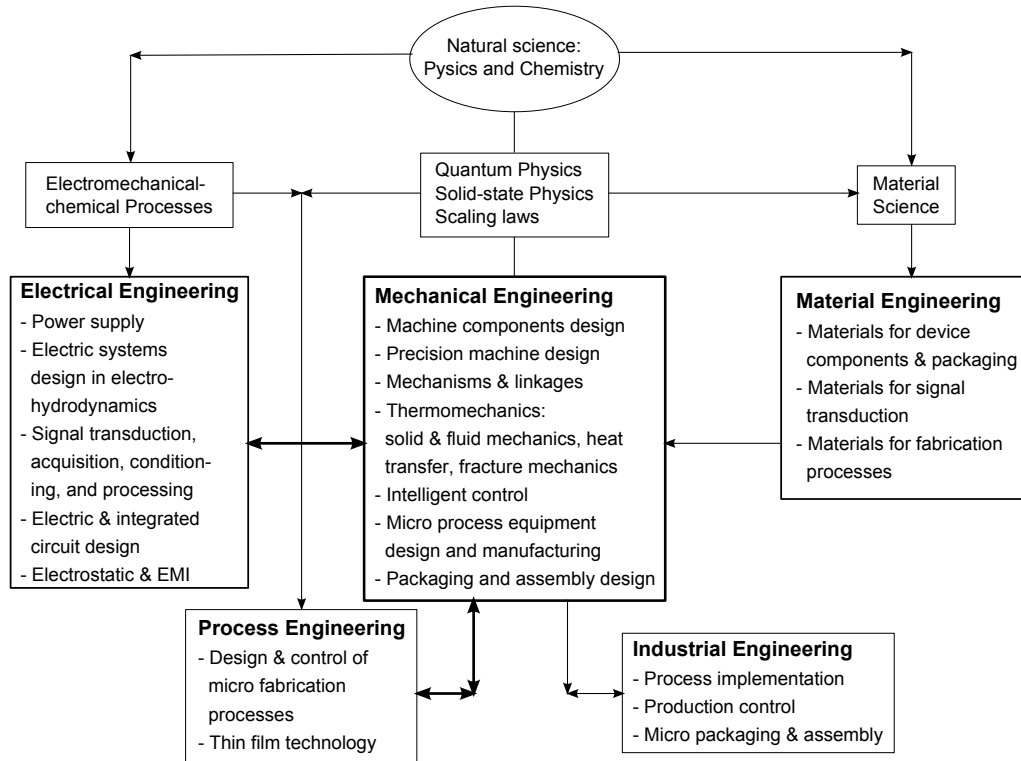 Natural science:
Pysics and Chemistry
Electromechanical-
chemical Processes
Quantum Physics
Solid-state Physics
Scaling laws
Material
Science
Electrical Engineering
- Power supply
- Electric systems
design in electro-
hydrodynamics
- Signal transduction,
acquisition, condition-
ing, and processing
- Electric & integrated
circuit design
- Electrostatic & EMI
Mechanical Engineering
- Machine components design
- Precision machine design
- Mechanisms & linkages
- Thermomechanics:
solid & fluid mechanics, heat
transfer, fracture mechanics
- Intelligent control
- Micro process equipment
design and manufacturing
- Packaging and assembly design
Material Engineering
- Materials for device
components & packaging
- Materials for signal
transduction
- Materials for fabrication
processes
Process Engineering
- Design & control of
micro fabrication
processes
- Thin film technology
Industrial Engineering
- Process implementation
- Production control
- Micro packaging & assembly